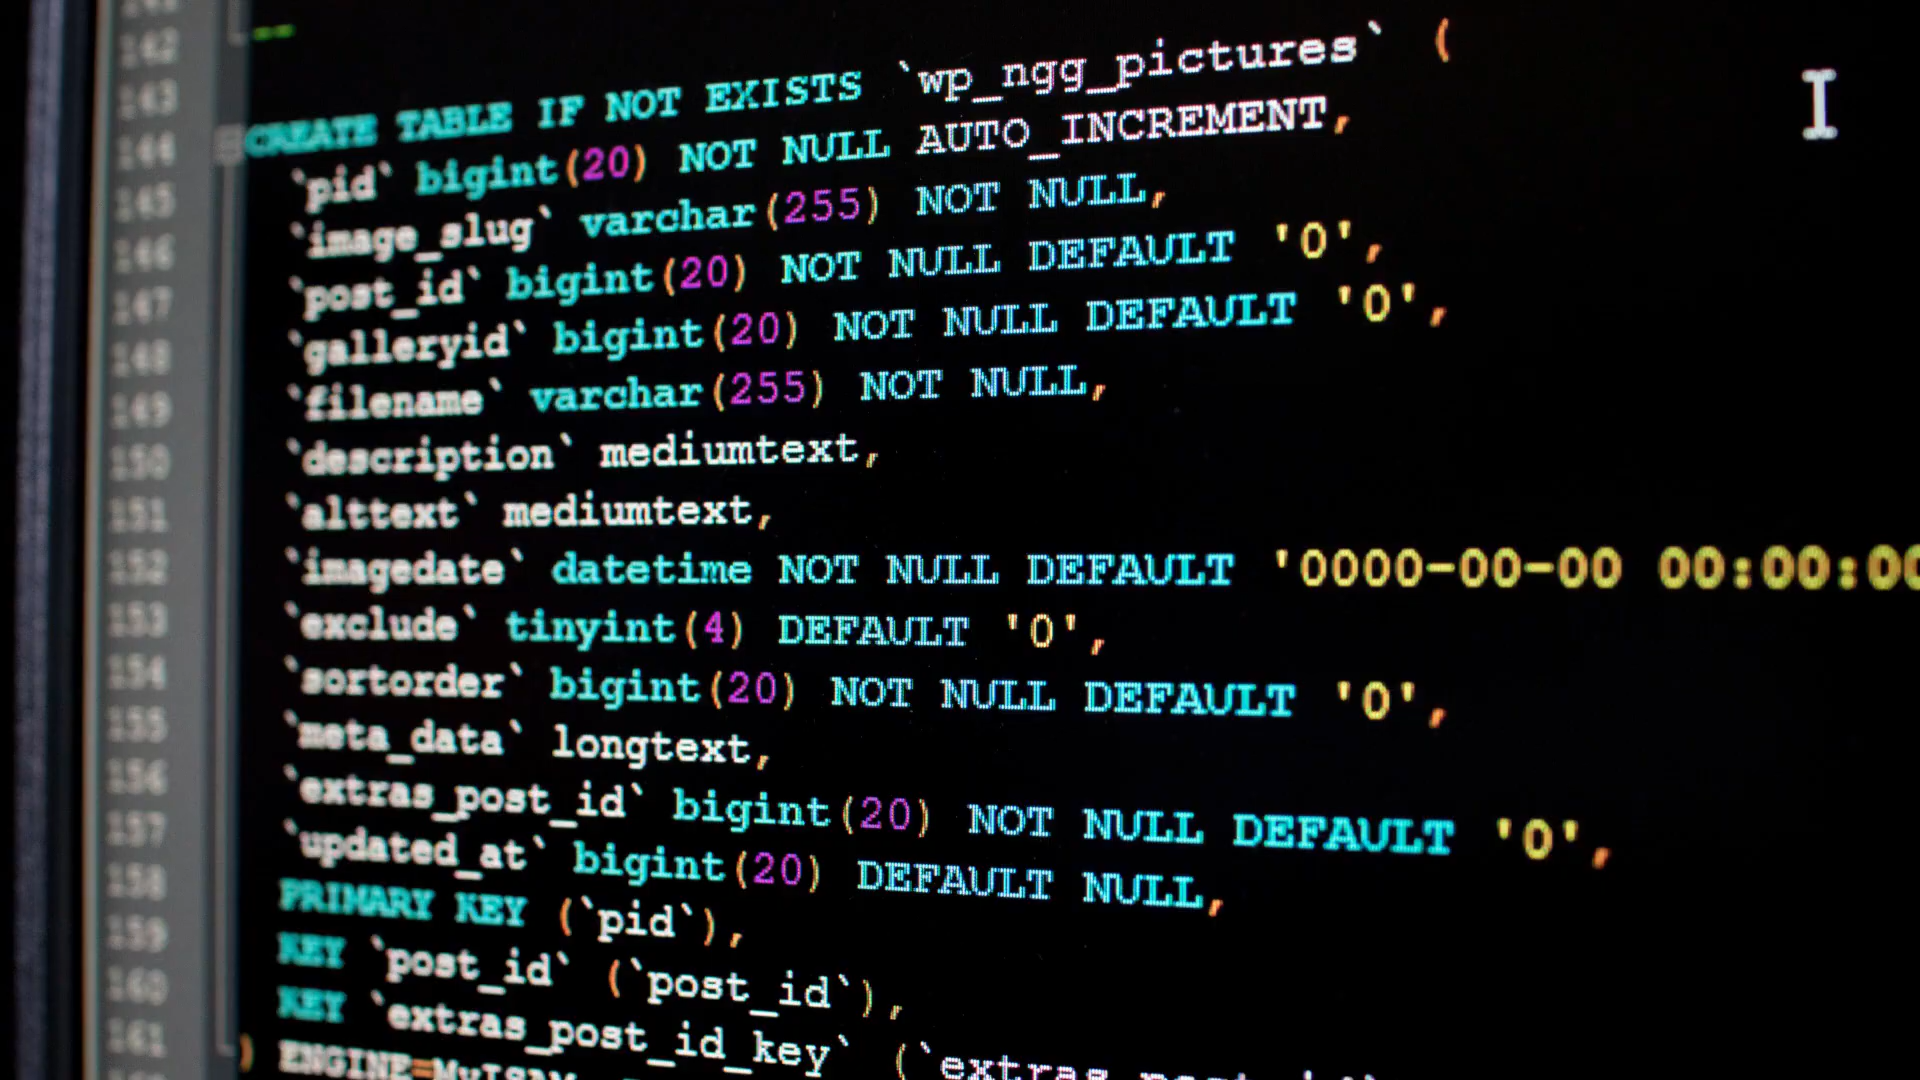 142
--
143
144 CREATE TABLE IF NOT EXISTS `wp_ngg_pictures` (
145 `pid` bigint(20) NOT NULL AUTO_INCREMENT,
146 `image_slug` varchar(255) NOT NULL,
147 `post_id` bigint(20) NOT NULL DEFAULT '0',
148 `galleryid` bigint(20) NOT NULL DEFAULT '0',
149 `filename` varchar(255) NOT NULL,
150 `description` mediumtext,
151 `alttext` mediumtext,
152 `imagedate` datetime NOT NULL DEFAULT '0000-00-00 00:00:00
153 `exclude` tinyint(4) DEFAULT '0',
154 `sortorder` bigint(20) NOT NULL DEFAULT '0',
155 `meta_data` longtext,
156 `extras_post_id` bigint(20) NOT NULL DEFAULT '0',
157 `updated_at` bigint(20) DEFAULT NULL,
158 PRIMARY KEY (`pid`),
159 KEY `post_id` (`post_id`),
160 KEY `extras_post_id_key` (`extras_post_id`)
161 ) ENGINE=MyISAM